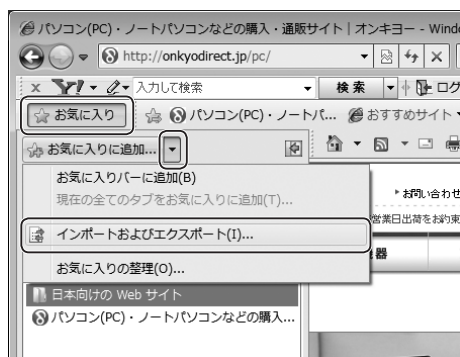 パソコン(PC)・ノートパソコンなどの購入・通販サイト | オンキヨー - Wind
http://onkyodirect.jp/pc/
x Y! 入力して検索 検索 ログ
お気に入り パソコン(PC)・ノートパ... おすすめサイト
お気に入りに追加...
お気に入りバーに追加(B)
現在の全てのタブをお気に入りに追加(T)...
お問い合わせ
インポートおよびエクスポート(I)...
営業日出荷をお約束
お気に入りの整理(O)...
器
日本向けの Web サイト
パソコン(PC)・ノートパソコンなどの購入...